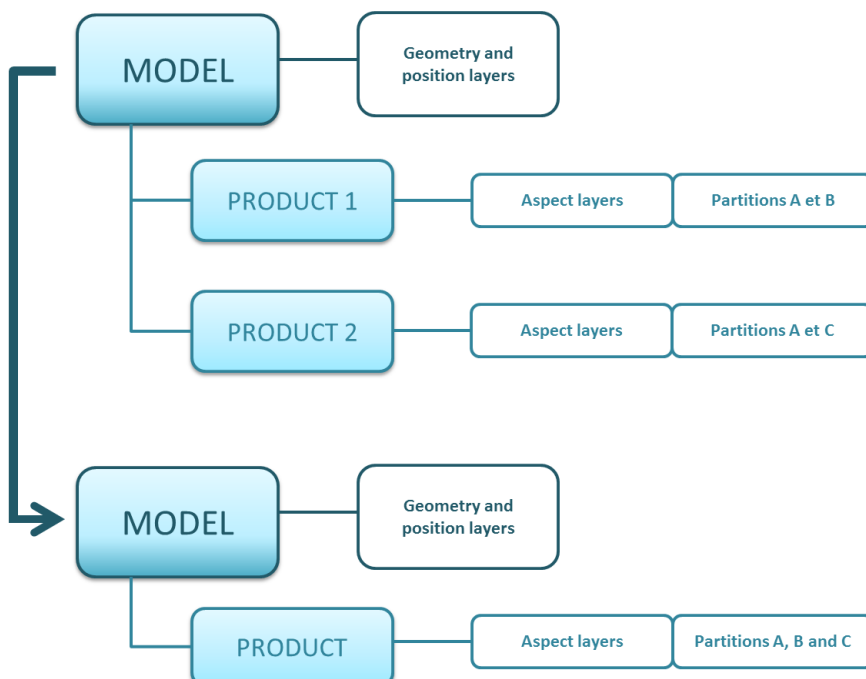 MODEL
Geometry and
position layers
PRODUCT 1
Aspect layers
Partitions A et B
PRODUCT 2
Aspect layers
Partitions A et C
MODEL
Geometry and
position layers
PRODUCT
Aspect layers
Partitions A, B and C